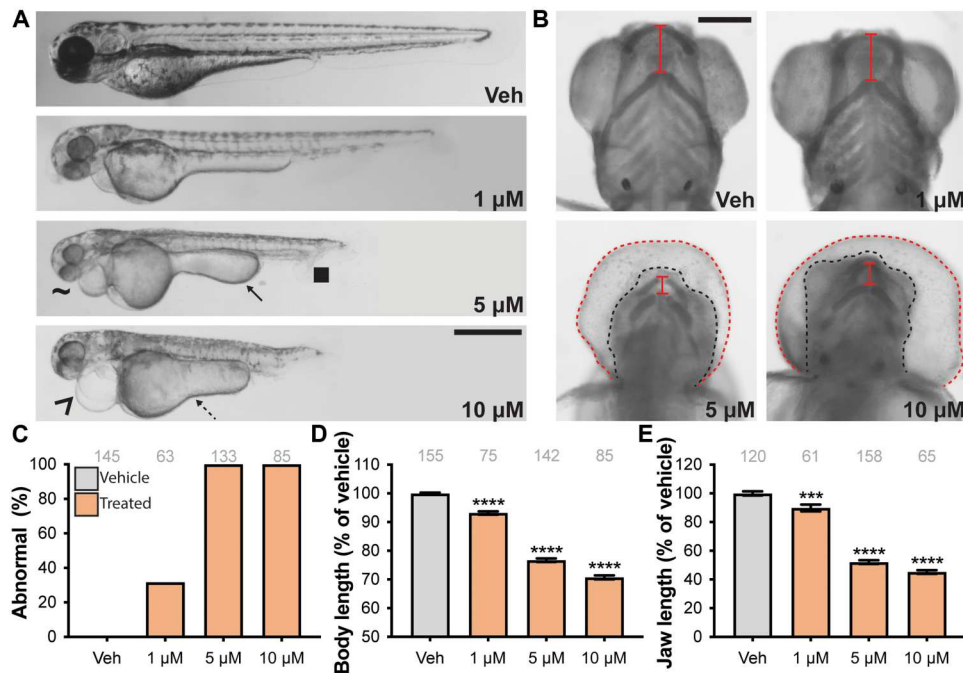 A
Veh
1 µM
5 µM
10 µM
B
Veh
1 µM
5 µM
10 µM
C
145 63 133 85
Abnormal (%)
100
80
60
40
20
0
Vehicle
Treated
Veh 1 µM 5 µM 10 µM
D
155 75 142 85
Body length (% of vehicle)
110
100
90
80
70
60
50
****
****
****
Veh 1 µM 5 µM 10 µM
E
120 61 158 65
Jaw length (% of vehicle)
120
100
80
60
40
20
0
***
****
****
Veh 1 µM 5 µM 10 µM